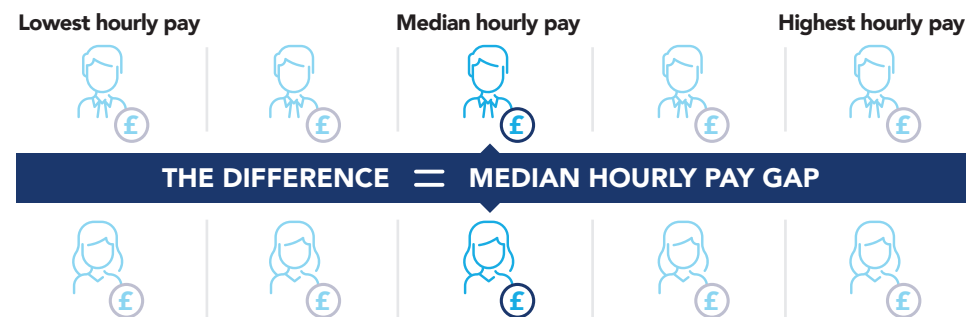 Lowest hourly pay Median hourly pay Highest hourly pay
£ £ £ £ £
THE DIFFERENCE = MEDIAN HOURLY PAY GAP
£ £ £ £ £